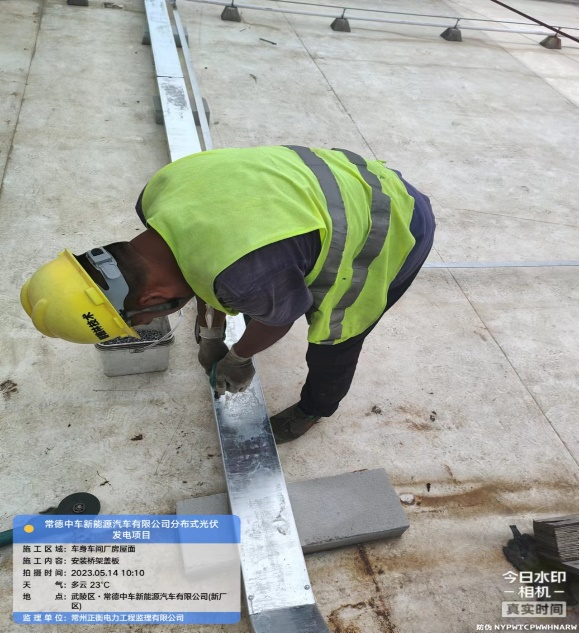 常德中车新能源汽车有限公司分布式光伏
发电项目
施工区域：车身车间厂房屋面
施工内容：安装桥架盖板
拍摄时间：2023.05.14 10:10
天气：多云 23℃
地点：武陵区·常德中车新能源汽车有限公司(新厂区)
监理单位：常州正衡电力工程监理有限公司
今日水印
相机
真实时间
防伪 NYPWTCPWWHNARW